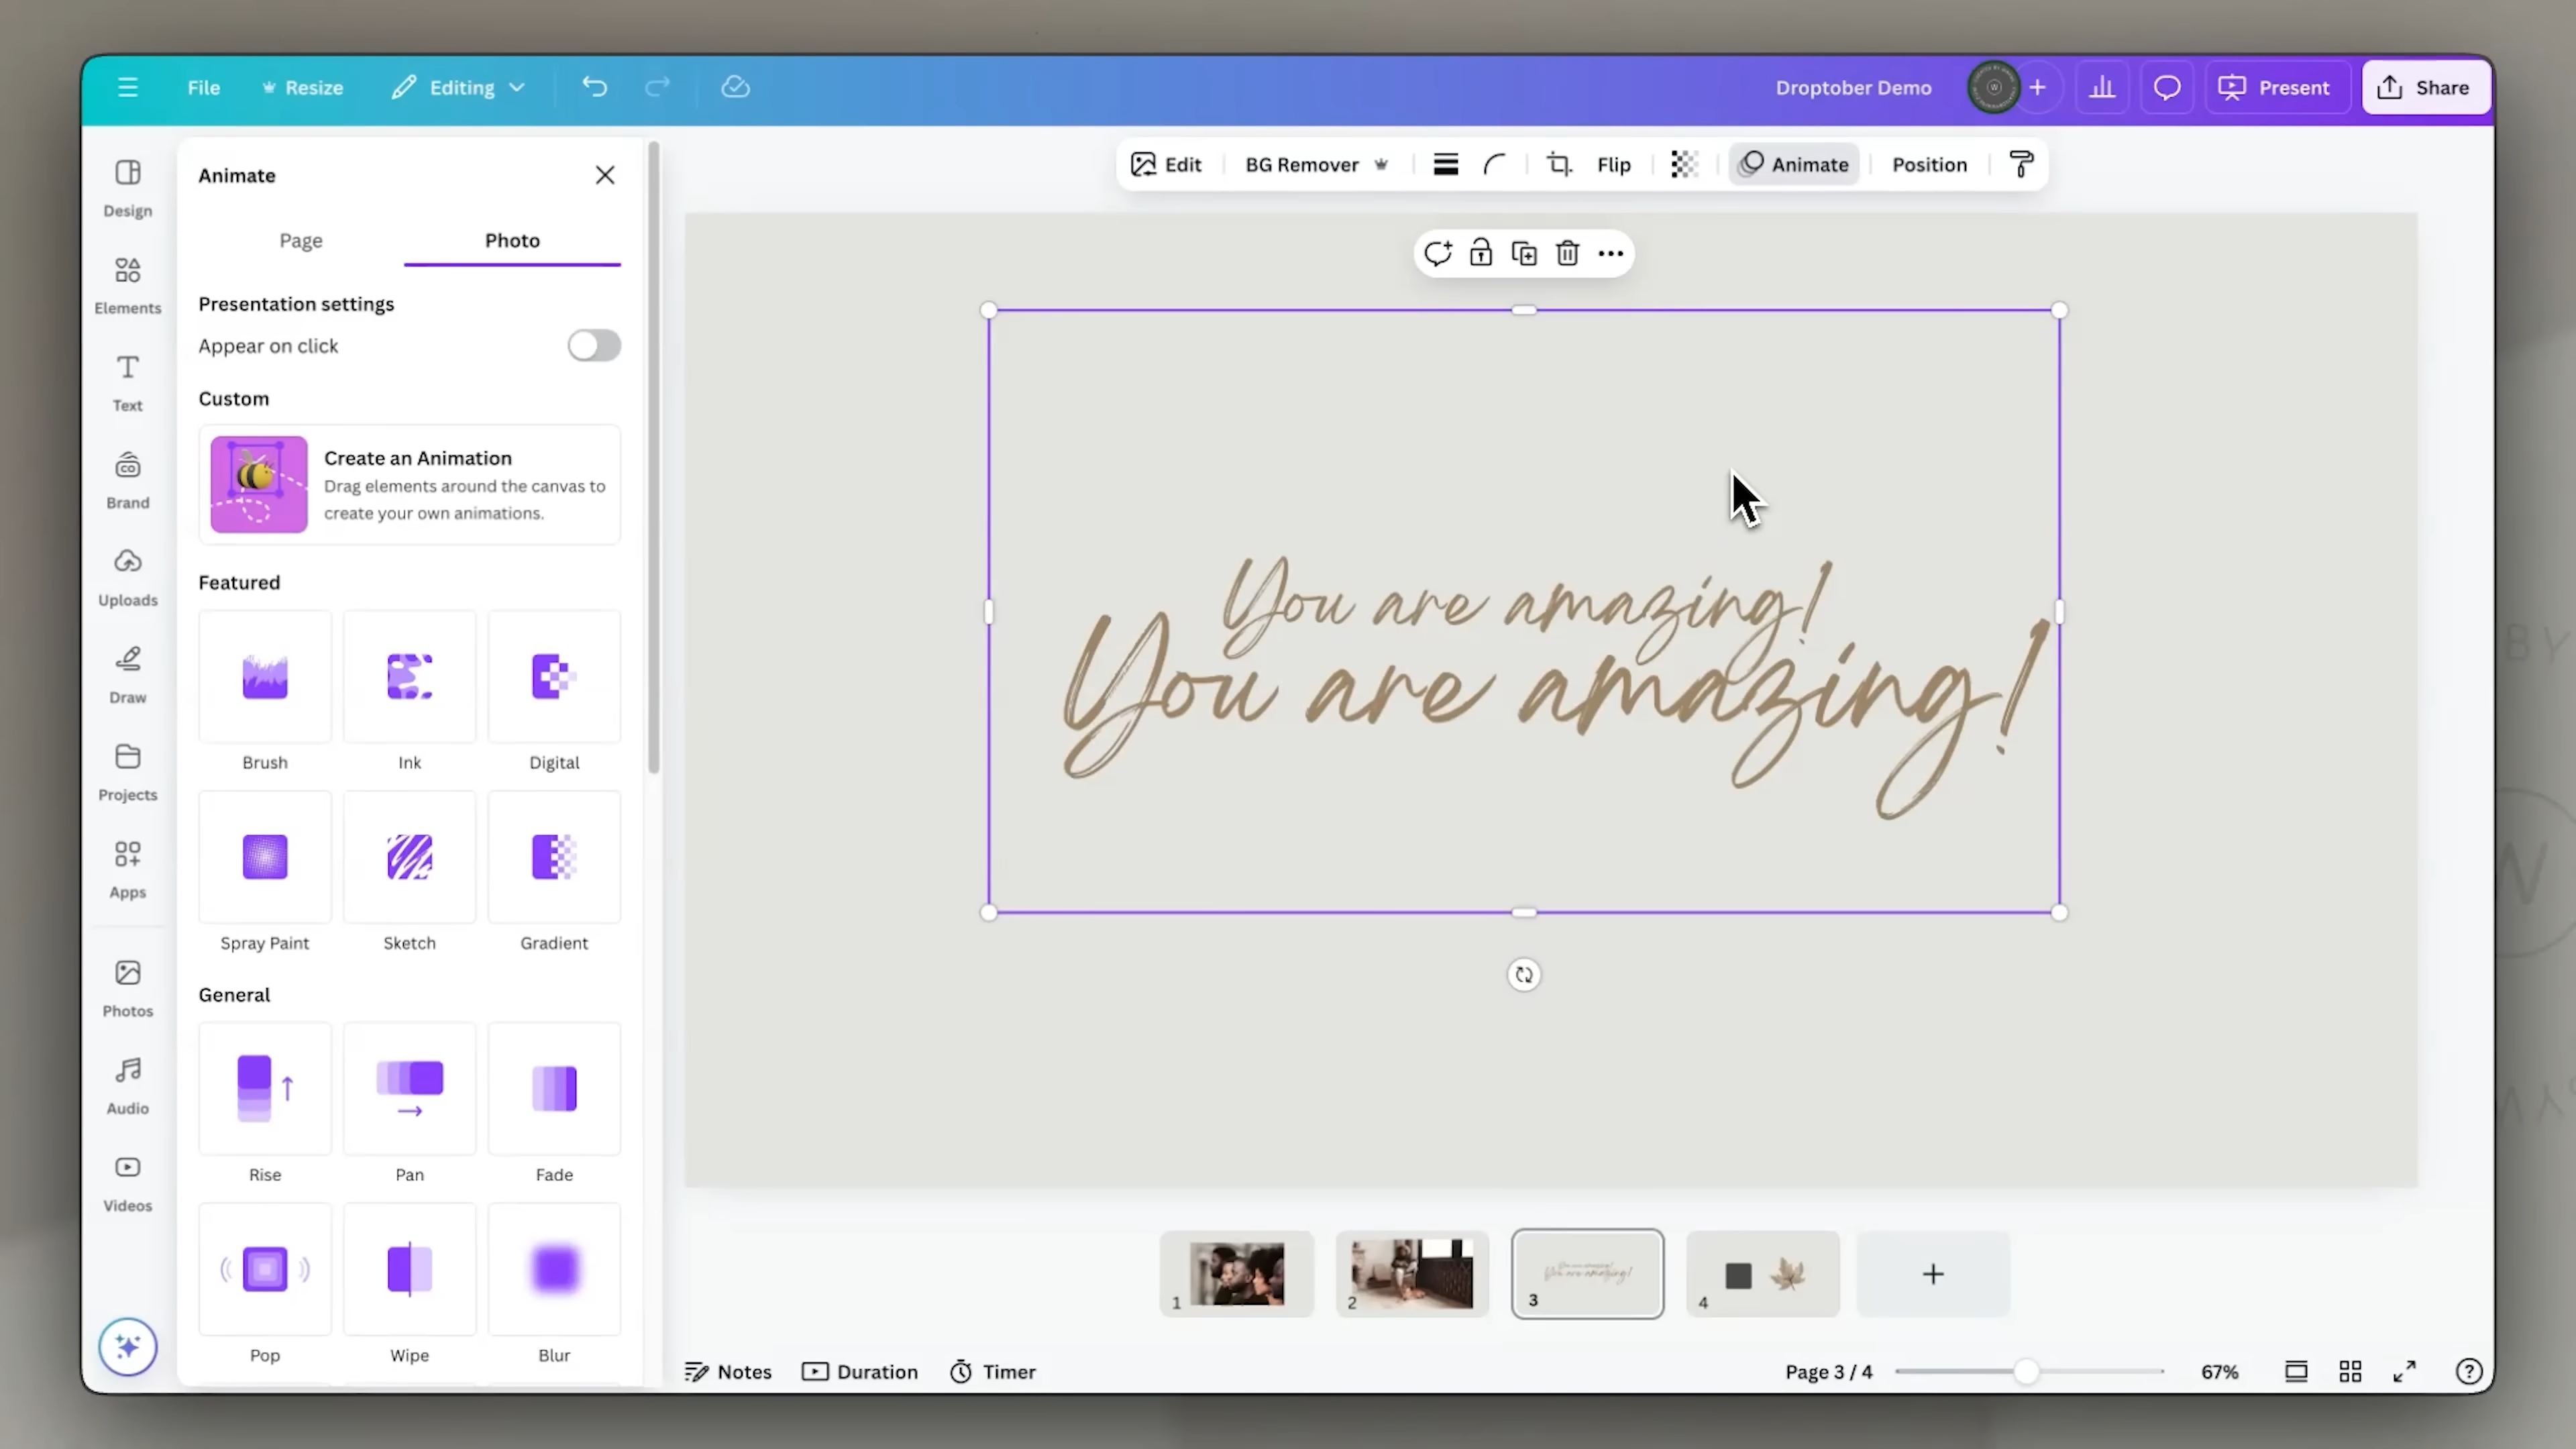 File Resize Editing Droptober Demo Present Share
Design
Elements
Text
Brand
Uploads
Draw
Projects
Apps
Photos
Audio
Videos
Animate
Page Photo
Presentation settings
Appear on click
Custom
Create an Animation
Drag elements around the canvas to
create your own animations.
Featured
Brush Ink Digital
Spray Paint Sketch Gradient
General
Rise Pan Fade
Pop Wipe Blur
Edit BG Remover Flip Animate Position
You are amazing!
You are amazing!
1 2 3 4
Notes Duration Timer Page 3 / 4 67%
BY
W